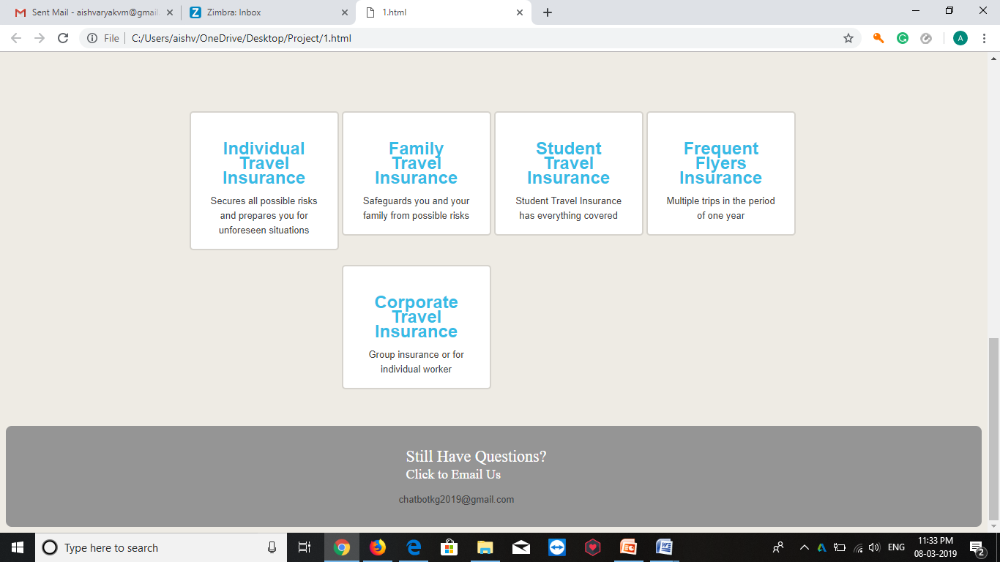 Sent Mail - aishvaryakvm@gmail
Zimbra: Inbox
1.html
File
C:/Users/aishv/OneDrive/Desktop/Project/1.html
A
Individual
Travel
Insurance
Secures all possible risks
and prepares you for
unforeseen situations
Family
Travel
Insurance
Safeguards you and your
family from possible risks
Student
Travel
Insurance
Student Travel Insurance
has everything covered
Frequent
Flyers
Insurance
Multiple trips in the period
of one year
Corporate
Travel
Insurance
Group insurance or for
individual worker
Still Have Questions?
Click to Email Us
chatbotkg2019@gmail.com
Type here to search
ENG
11:33 PM
08-03-2019
2